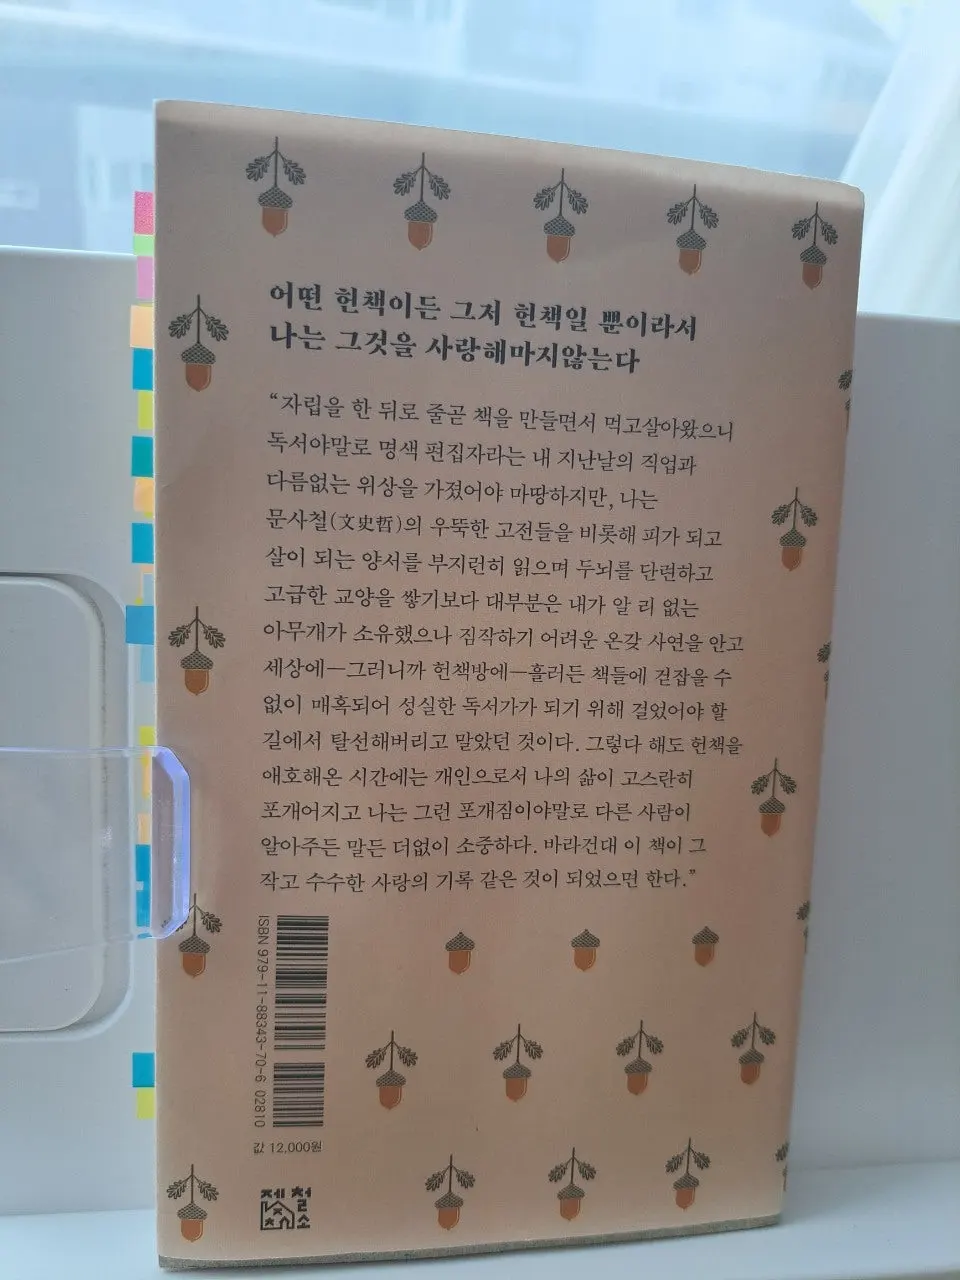 어떤 헌책이든 그저 헌책일 뿐이라서
나는 그것을 사랑해마지않는다
“자립을 한 뒤로 줄곧 책을 만들면서 먹고살아왔으니
독서야말로 명색 편집자라는 내 지난날의 직업과
다름없는 위상을 가졌어야 마땅하지만, 나는
문사철(文史哲)의 우뚝한 고전들을 비롯해 피가 되고
살이 되는 양서를 부지런히 읽으며 두뇌를 단련하고
고급한 교양을 쌓기보다 대부분은 내가 알 리 없는
아무개가 소유했으나 짐작하기 어려운 온갖 사연을 안고
세상에—그러니까 헌책방에—흘러든 책들에 걷잡을 수
없이 매혹되어 성실한 독서가가 되기 위해 걸었어야 할
길에서 탈선해버리고 말았던 것이다. 그렇다 해도 헌책을
애호해온 시간에는 개인으로서 나의 삶이 고스란히
포개어지고 나는 그런 포개짐이야말로 다른 사람이
알아주든 말든 더없이 소중하다. 바라건대 이 책이 그
작고 수수한 사랑의 기록 같은 것이 되었으면 한다.”
ISBN 979-11-88343-70-6 02810
값 12,000원
제철소